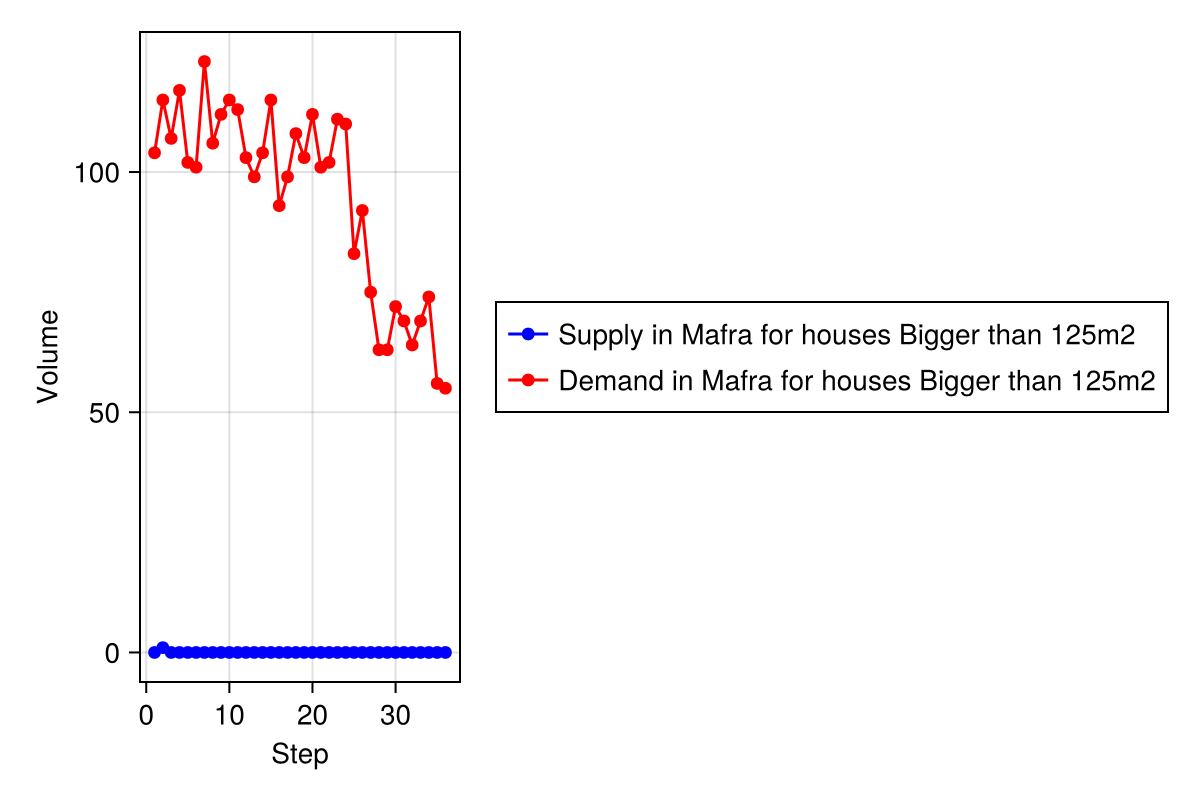 Volume
100
50
0
0 10 20 30
Step
Supply in Mafra for houses Bigger than 125m2
Demand in Mafra for houses Bigger than 125m2